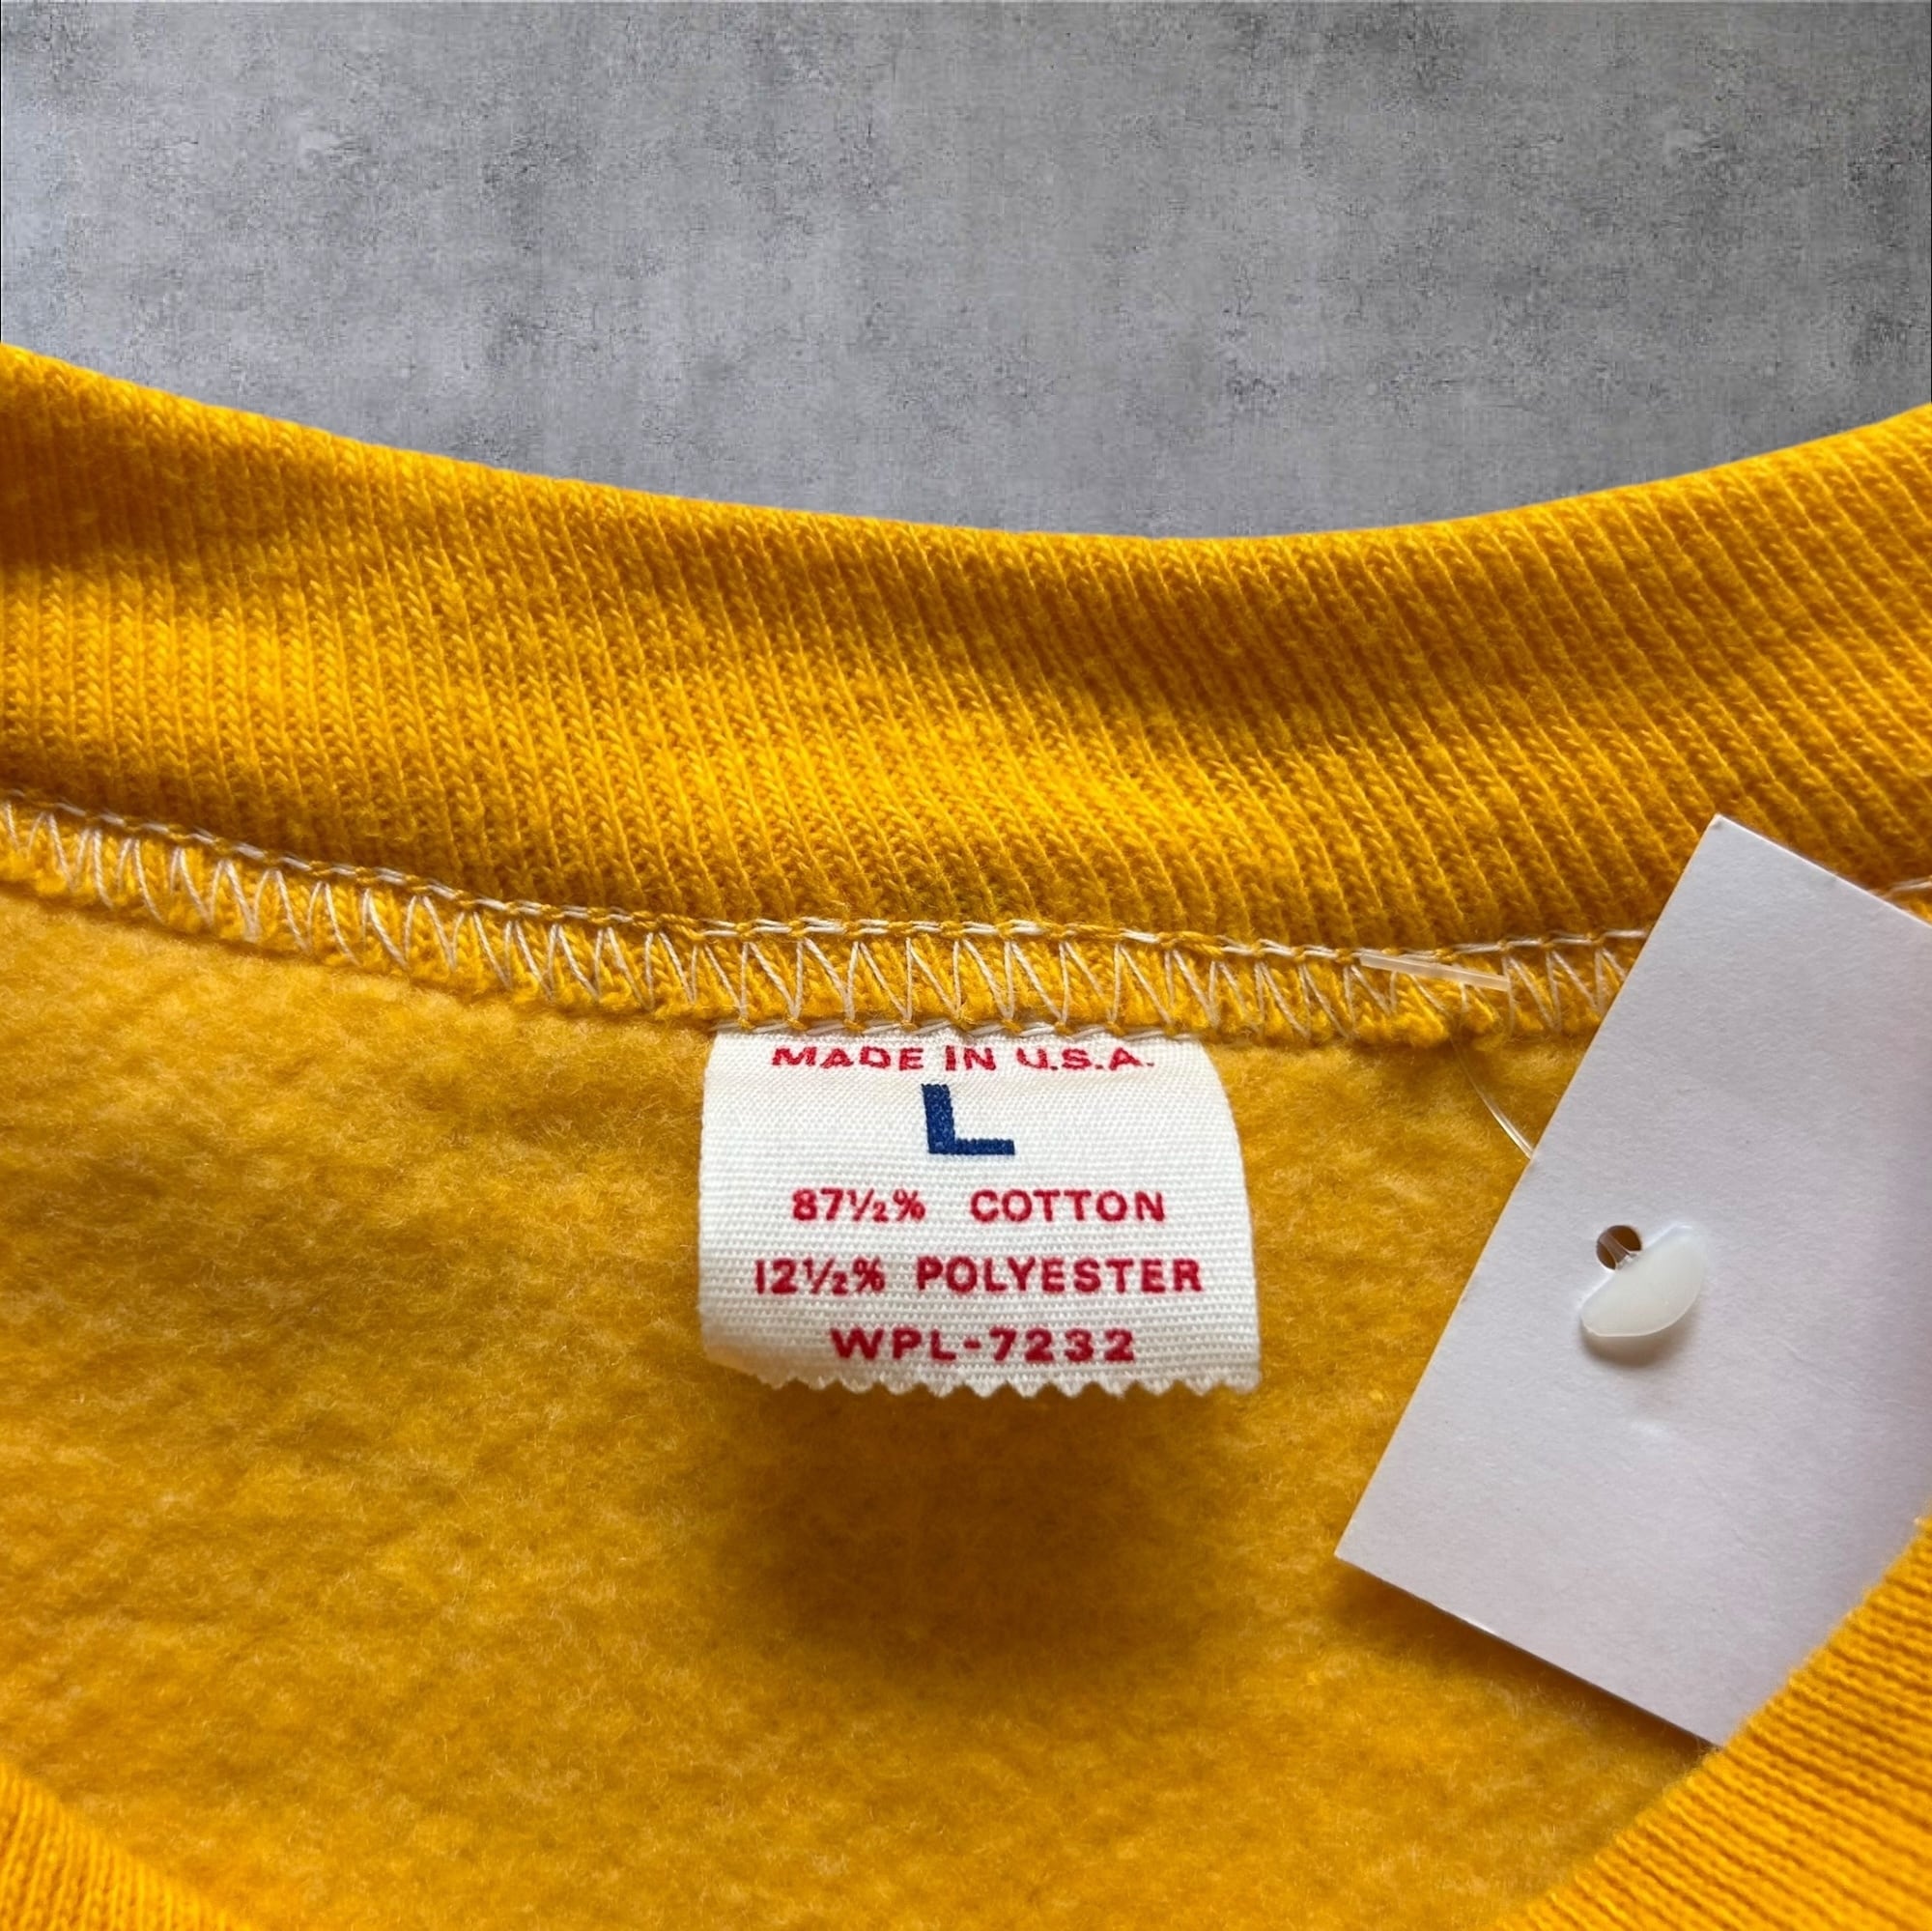 MADE IN U.S.A.
L
87½% COTTON
12½% POLYESTER
WPL-7232